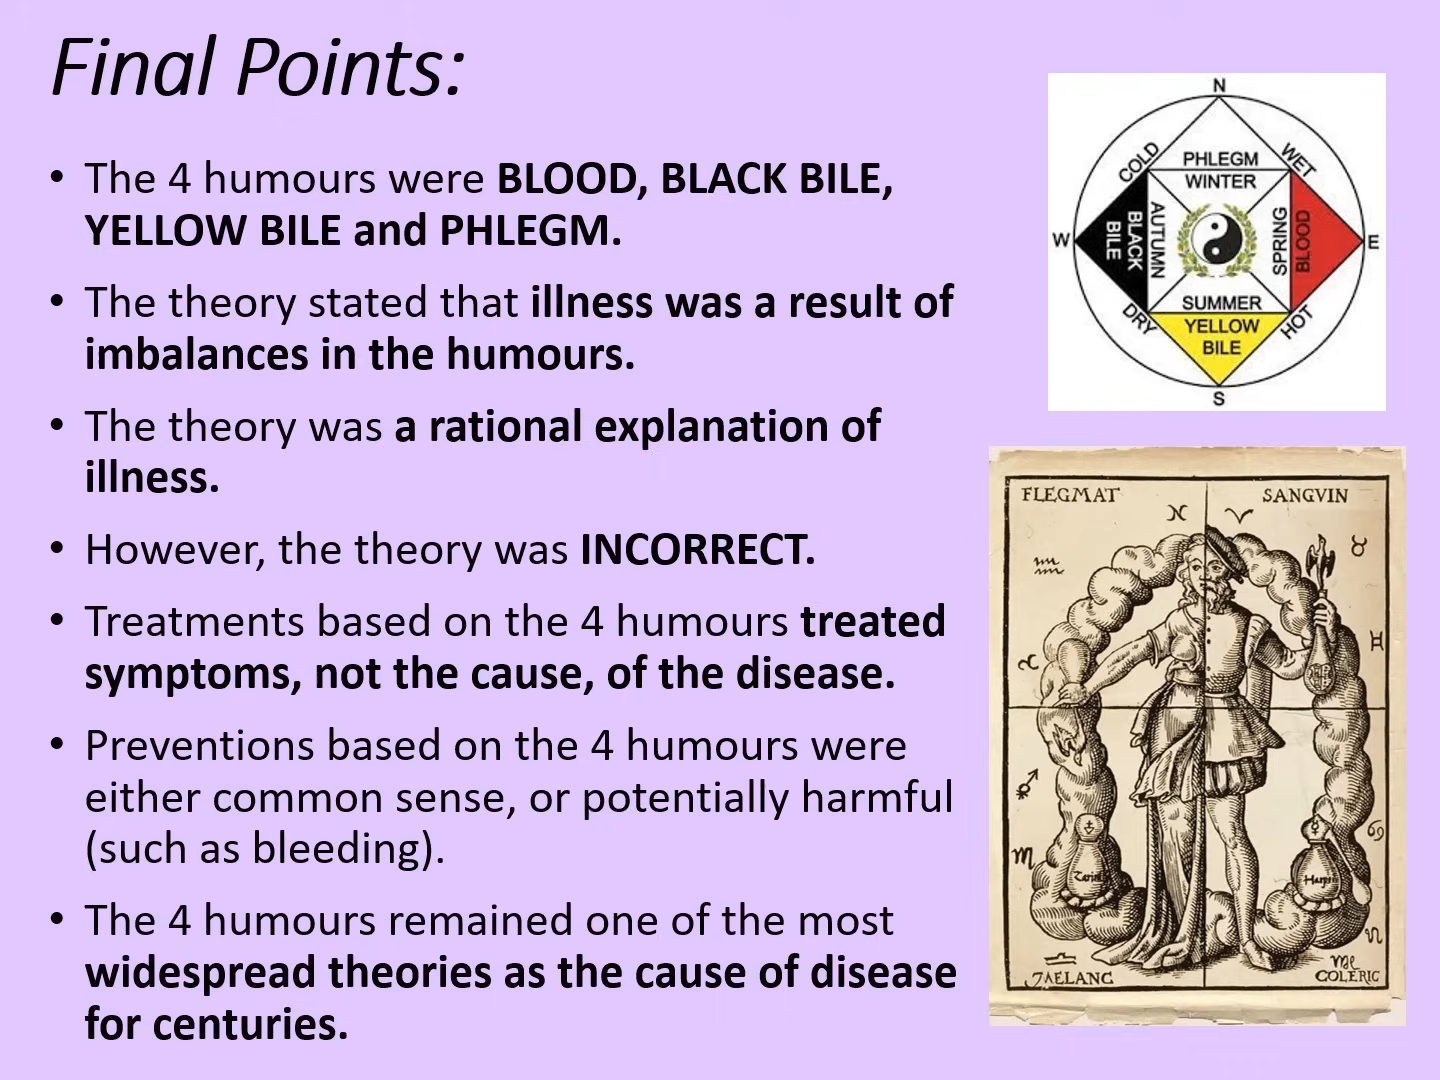 Final Points:
• The 4 humours were BLOOD, BLACK BILE,
YELLOW BILE and PHLEGM.
• The theory stated that illness was a result of
imbalances in the humours.
• The theory was a rational explanation of
illness.
• However, the theory was INCORRECT.
• Treatments based on the 4 humours treated
symptoms, not the cause, of the disease.
• Preventions based on the 4 humours were
either common sense, or potentially harmful
(such as bleeding).
• The 4 humours remained one of the most
widespread theories as the cause of disease
for centuries.
N
COLD
WET
PHLEGM
WINTER
W
BLACK
BILE
AUTUMN
SPRING
BLOOD
E
SUMMER
YELLOW
BILE
DRY
HOT
S
FLEGMAT
SANGVIN
COLERIC